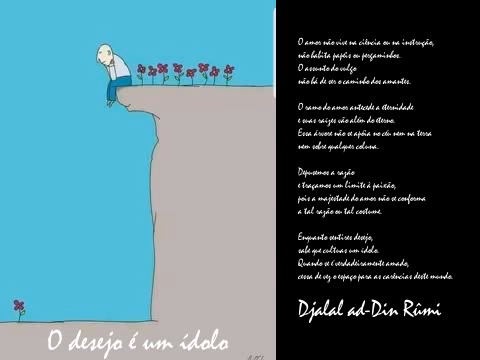 O amor não vive na ciência ou na instrução,
não habita papéis ou pergaminhos.
O assunto do vulgo
não há de ser o caminho dos amantes.
O ramo do amor antecede a eternidade
e suas raízes vão além do eterno.
Essa árvore não se apóia no céu nem na terra
nem sobre qualquer coluna.
Depusemos a razão
e traçamos um limite à paixão,
pois a majestade do amor não se conforma
a tal razão ou tal costume.
Enquanto sentires desejo,
sabe que cultuas um ídolo.
Quando se é verdadeiramente amado,
cessa de vez o espaço para as carências deste mundo.
Djalal ad-Din Rûmi
O desejo é um ídolo